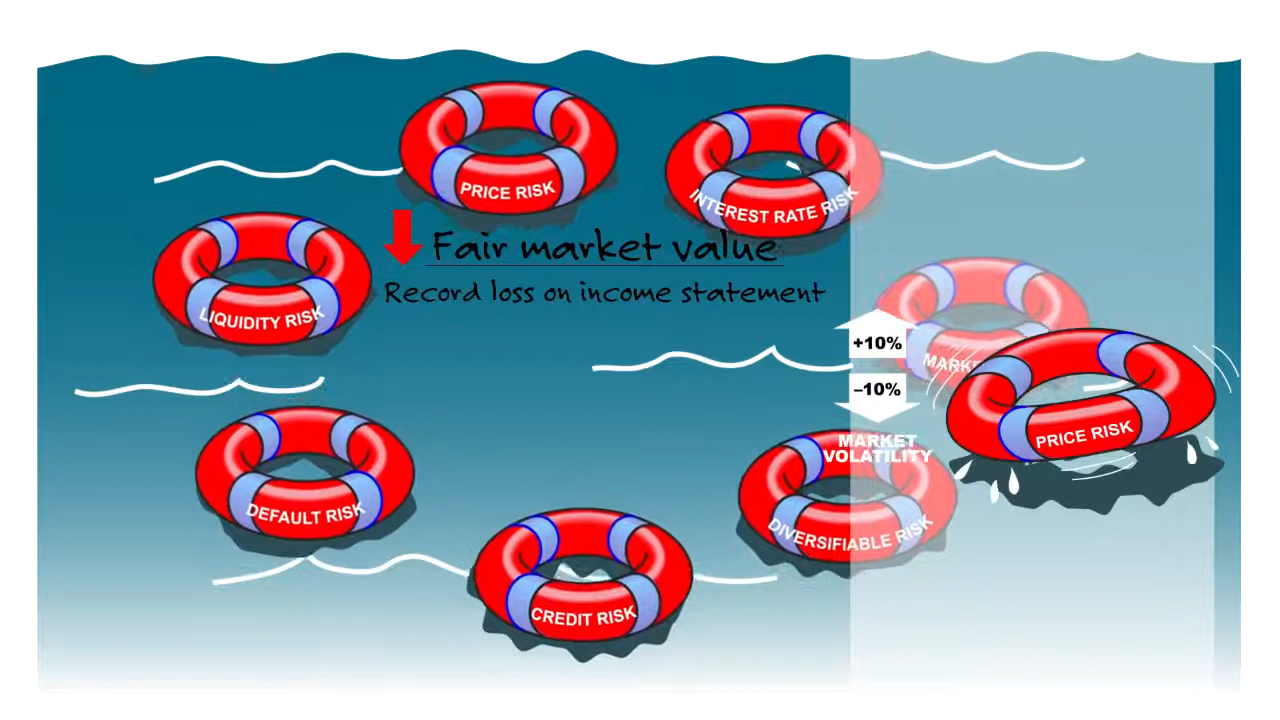 PRICE RISK
INTEREST RATE RISK
Fair market value
Record loss on income statement
LIQUIDITY RISK
+10%
–10%
MARKET
VOLATILITY
PRICE RISK
DEFAULT RISK
DIVERSIFIABLE RISK
CREDIT RISK